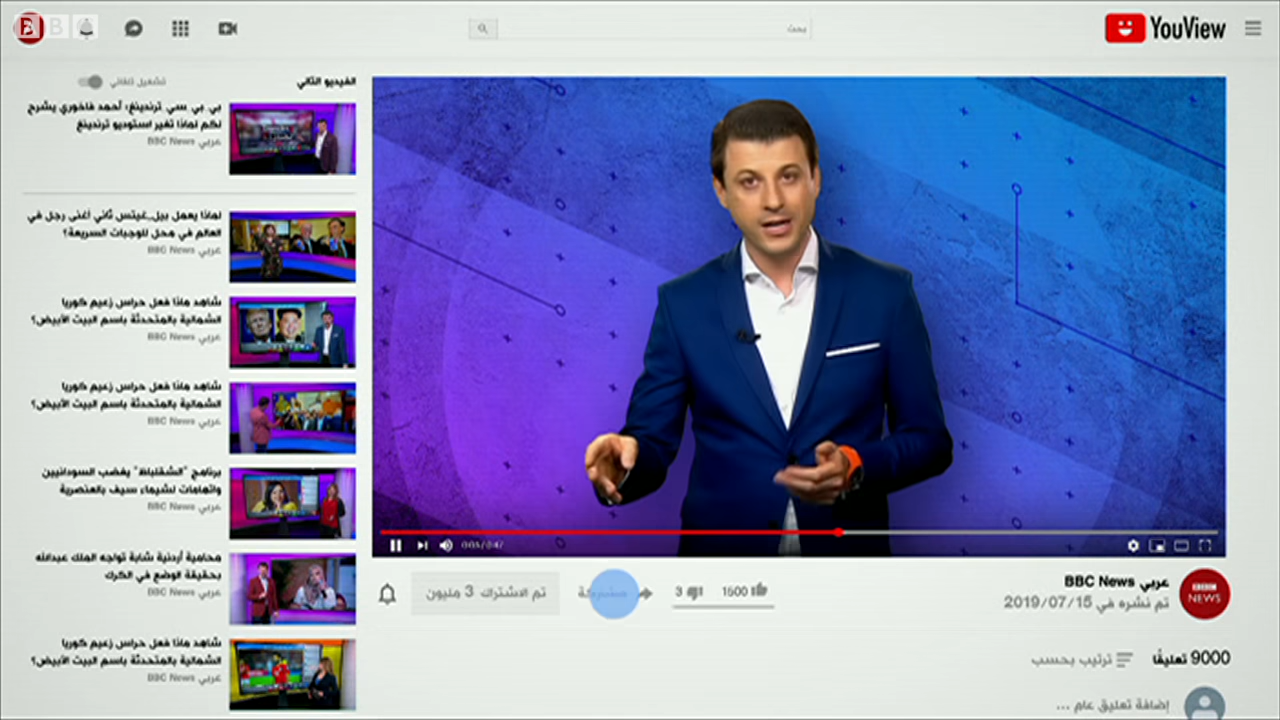 BBC
بحث
YouView
الفيديو التالي
تشغيل تلقائي
بي بي سي ترندينغ: أحمد فاخوري يشرح
لكم لماذا تغير استوديو ترندينغ
عربي BBC News
لماذا يعمل بيل غيتس ثاني أغنى رجل في
العالم في محل للوجبات السريعة؟
عربي BBC News
شاهد ماذا فعل حراس زعيم كوريا
الشمالية بالمتحدثة باسم البيت الأبيض؟
عربي BBC News
شاهد ماذا فعل حراس زعيم كوريا
الشمالية بالمتحدثة باسم البيت الأبيض؟
عربي BBC News
برنامج "الشقلباظ" يغضب السودانيين
واتهامات لشيماء سيف بالعنصرية
عربي BBC News
محامية أردنية شابة تواجه الملك عبدالله
بحقيقة الوضع في الكرك
عربي BBC News
شاهد ماذا فعل حراس زعيم كوريا
الشمالية بالمتحدثة باسم البيت الأبيض؟
عربي BBC News
عربي BBC News
تم نشره في 2019/07/15
BBC
NEWS
1500
3
مشاركة
تم الاشتراك 3 مليون
9000 تعليقًا
ترتيب بحسب
إضافة تعليق عام ...